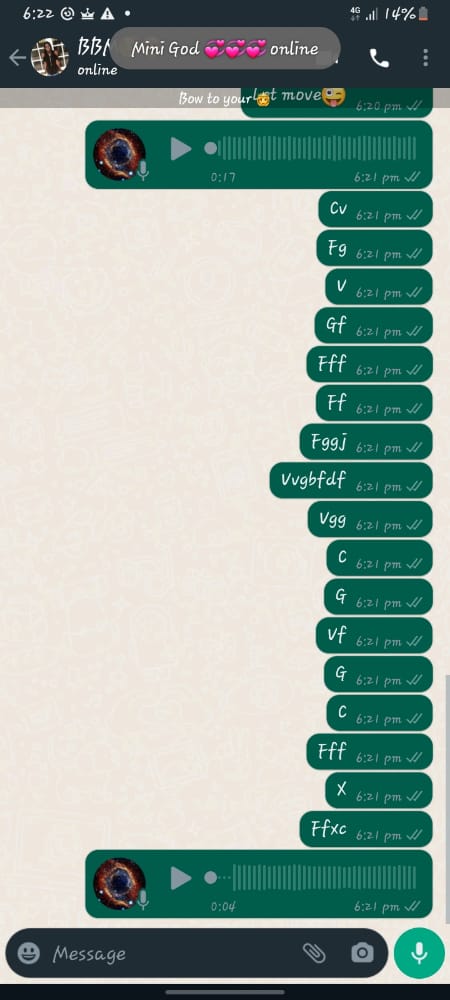 6:22
4G
14%
Mini God 💞💞💞 online
online
Bow to your
move😜
6:20 pm
0:17
6:21 pm
Cv 6:21 pm
Fg 6:21 pm
V 6:21 pm
Gf 6:21 pm
Fff 6:21 pm
Ff 6:21 pm
Fggj 6:21 pm
Vvgbfdf 6:21 pm
Vgg 6:21 pm
C 6:21 pm
G 6:21 pm
Vf 6:21 pm
G 6:21 pm
C 6:21 pm
Fff 6:21 pm
X 6:21 pm
Ffxc 6:21 pm
0:04
6:21 pm
Message